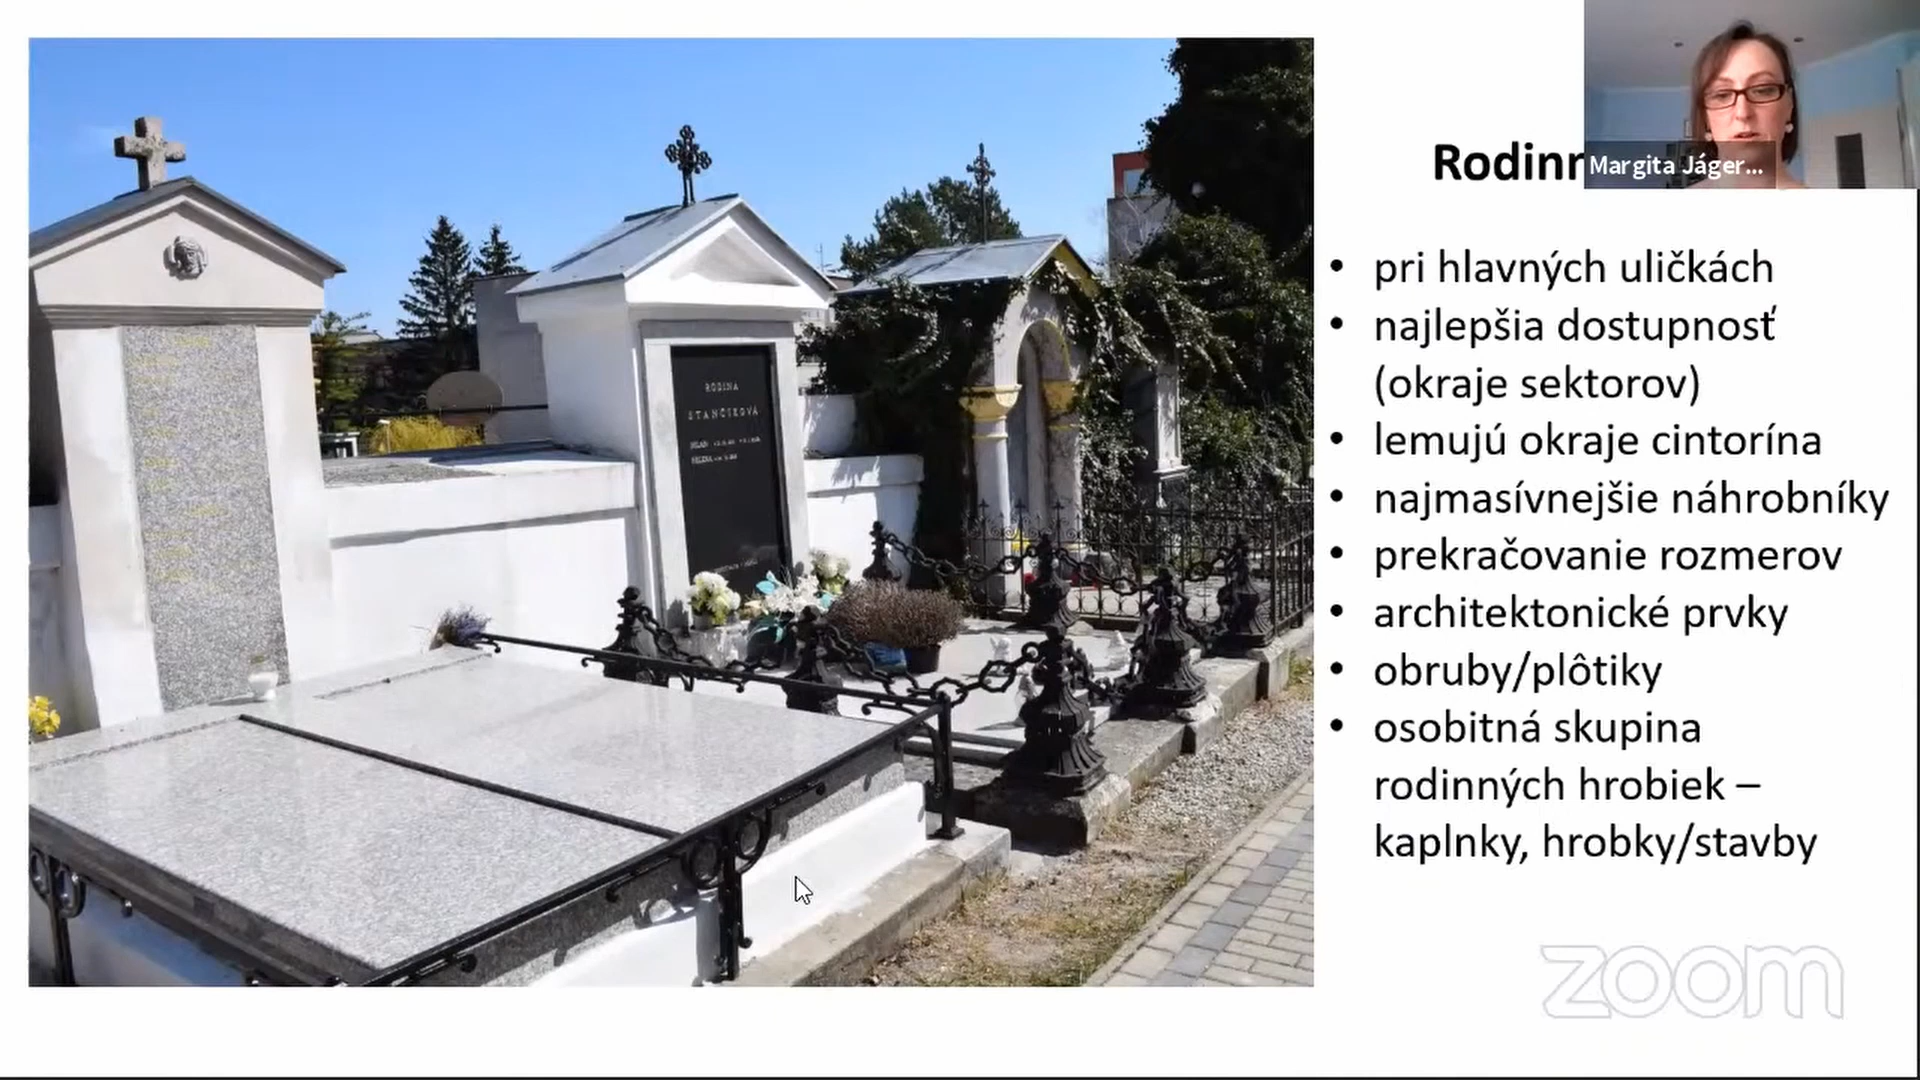 Margita Jáger...
pri hlavných uličkách
najlepšia dostupnosť
(okraje sektorov)
lemujú okraje cintorína
najmasívnejšie náhrobníky
prekračovanie rozmerov
architektonické prvky
obruby/plôtiky
osobitná skupina
rodinných hrobiek –
kaplnky, hrobky/stavby
RODINA
STANČÍKOVÁ
zoom